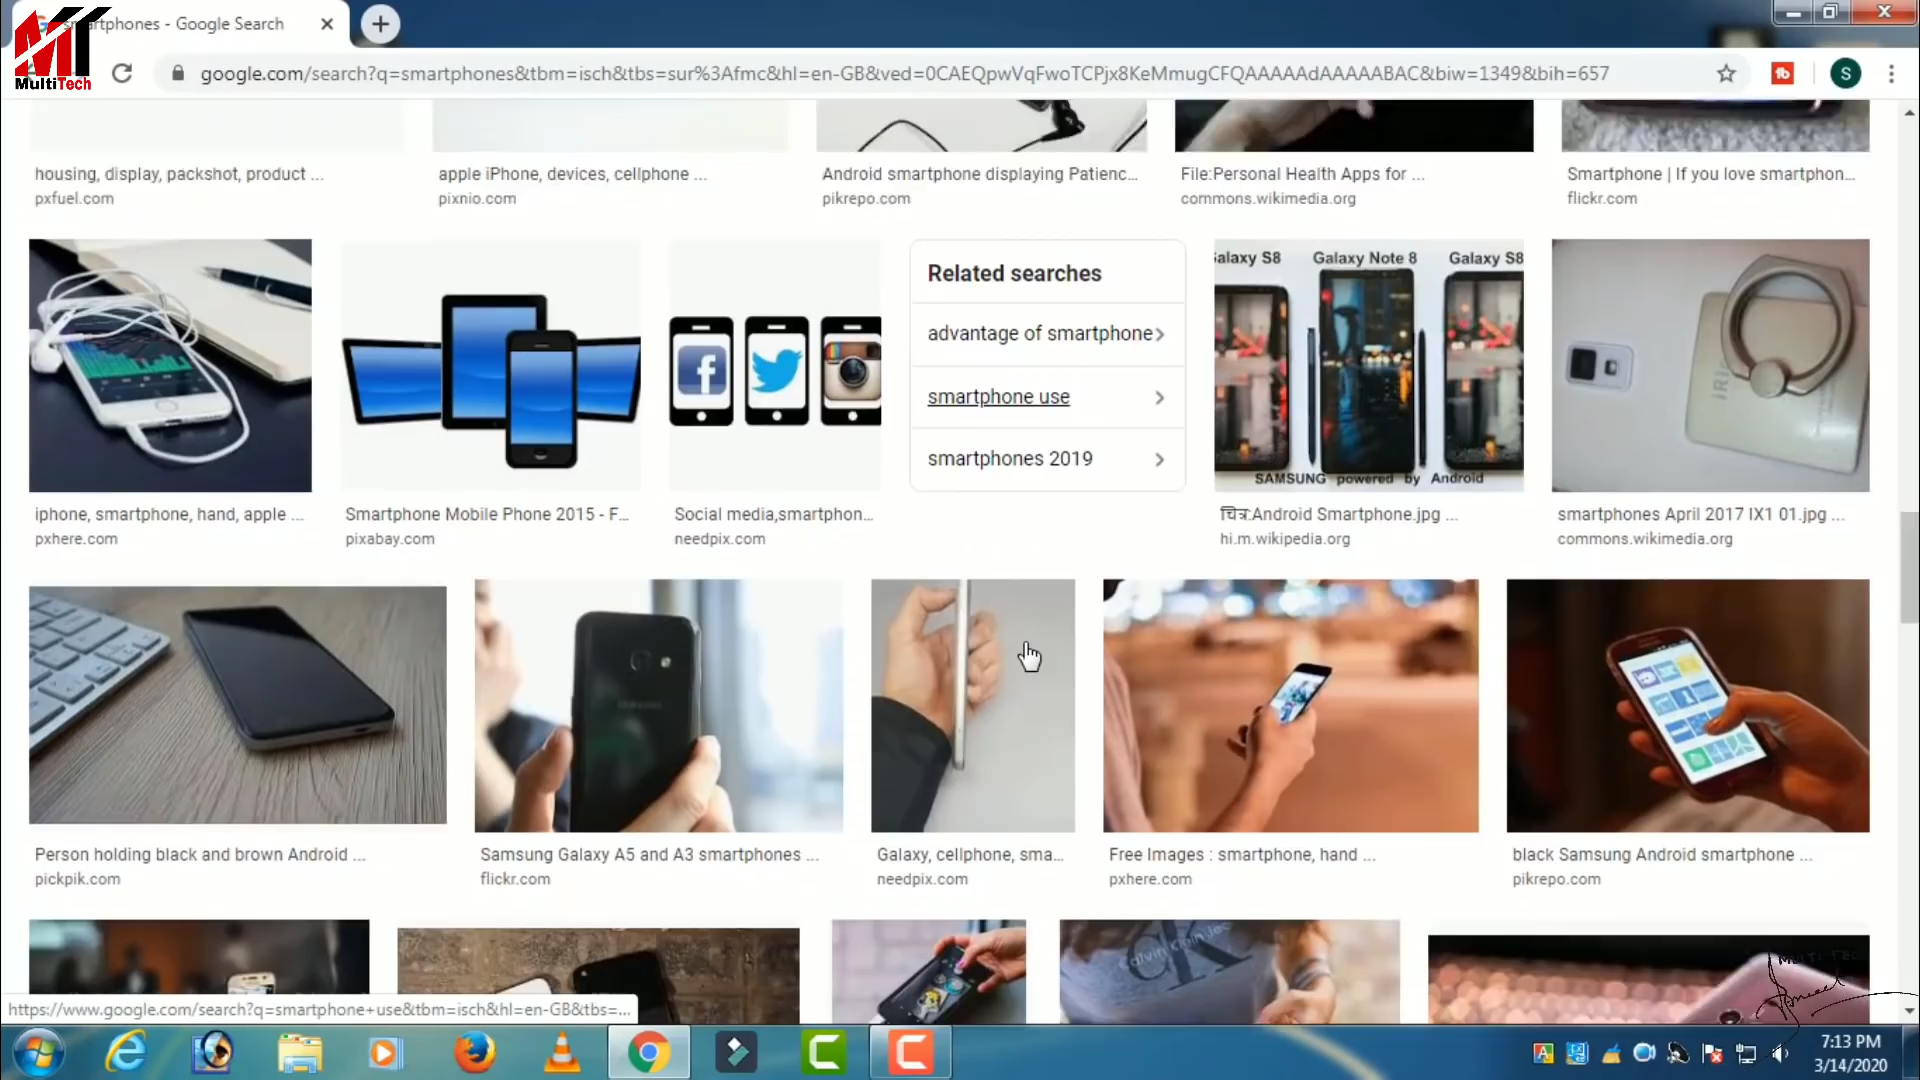 smartphones - Google Search
MT
MultiTech
google.com/search?q=smartphones&tbm=isch&tbs=sur%3Afmc&hl=en-GB&ved=0CAEQpwVqFwoTCPjx8KeMmugCFQAAAAAdAAAAABAC&biw=1349&bih=657
S
housing, display, packshot, product ...
pxfuel.com
apple iPhone, devices, cellphone ...
pixnio.com
Android smartphone displaying Patienc...
pikrepo.com
File:Personal Health Apps for ...
commons.wikimedia.org
Smartphone | If you love smartphon...
flickr.com
Related searches
advantage of smartphone
smartphone use
smartphones 2019
Galaxy Note 8
Galaxy S8
SAMSUNG powered by Android
iphone, smartphone, hand, apple ...
pxhere.com
Smartphone Mobile Phone 2015 - F...
pixabay.com
Social media,smartphon...
needpix.com
चित्र:Android Smartphone.jpg ...
hi.m.wikipedia.org
smartphones April 2017 IX1 01.jpg ...
commons.wikimedia.org
Person holding black and brown Android ...
pickpik.com
Samsung Galaxy A5 and A3 smartphones ...
flickr.com
Galaxy, cellphone, sma...
needpix.com
Free Images : smartphone, hand ...
pxhere.com
black Samsung Android smartphone ...
pikrepo.com
https://www.google.com/search?q=smartphone+use&tbm=isch&hl=en-GB&tbs=...
7:13 PM
3/14/2020